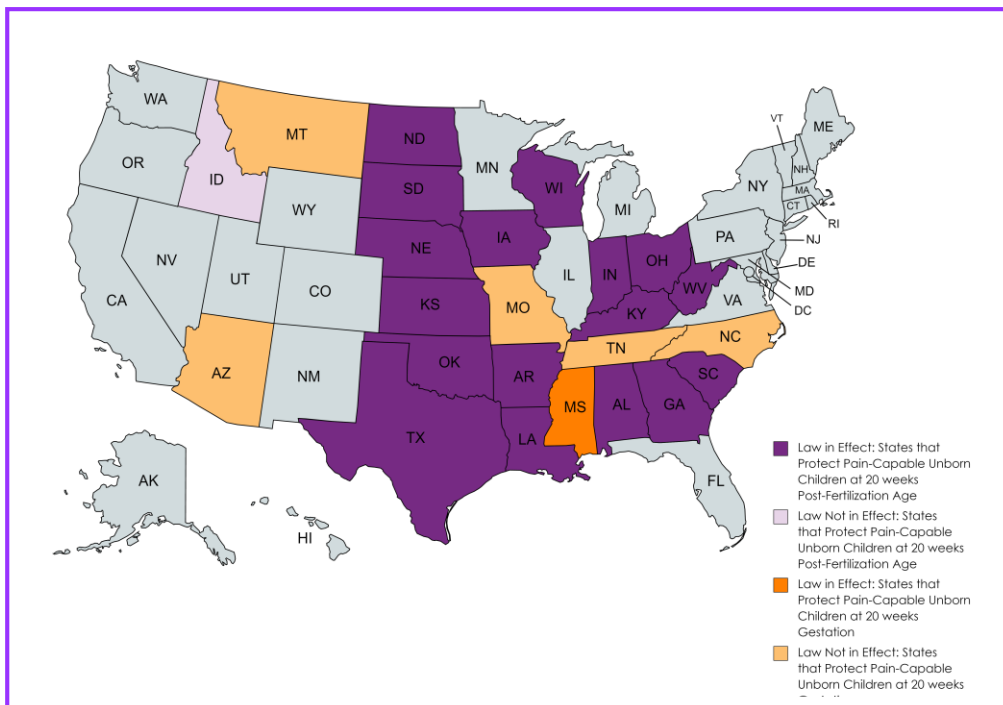 WA
MT
ND
MN
VT
ME
OR
ID
SD
WI
NH
NY
MA
WY
MI
CT
RI
IA
PA
NE
NJ
NV
OH
IN
IL
UT
DE
CO
WV
CA
KS
MO
VA
MD
KY
DC
NC
TN
OK
AZ
NM
AR
SC
MS
AL
GA
TX
LA
AK
FL
HI
Law in Effect: States that
Protect Pain-Capable Unborn
Children at 20 weeks
Post-Fertilization Age
Law Not in Effect: States
that Protect Pain-Capable
Unborn Children at 20 weeks
Post-Fertilization Age
Law in Effect: States that
Protect Pain-Capable Unborn
Children at 20 weeks
Gestation
Law Not in Effect: States
that Protect Pain-Capable
Unborn Children at 20 weeks